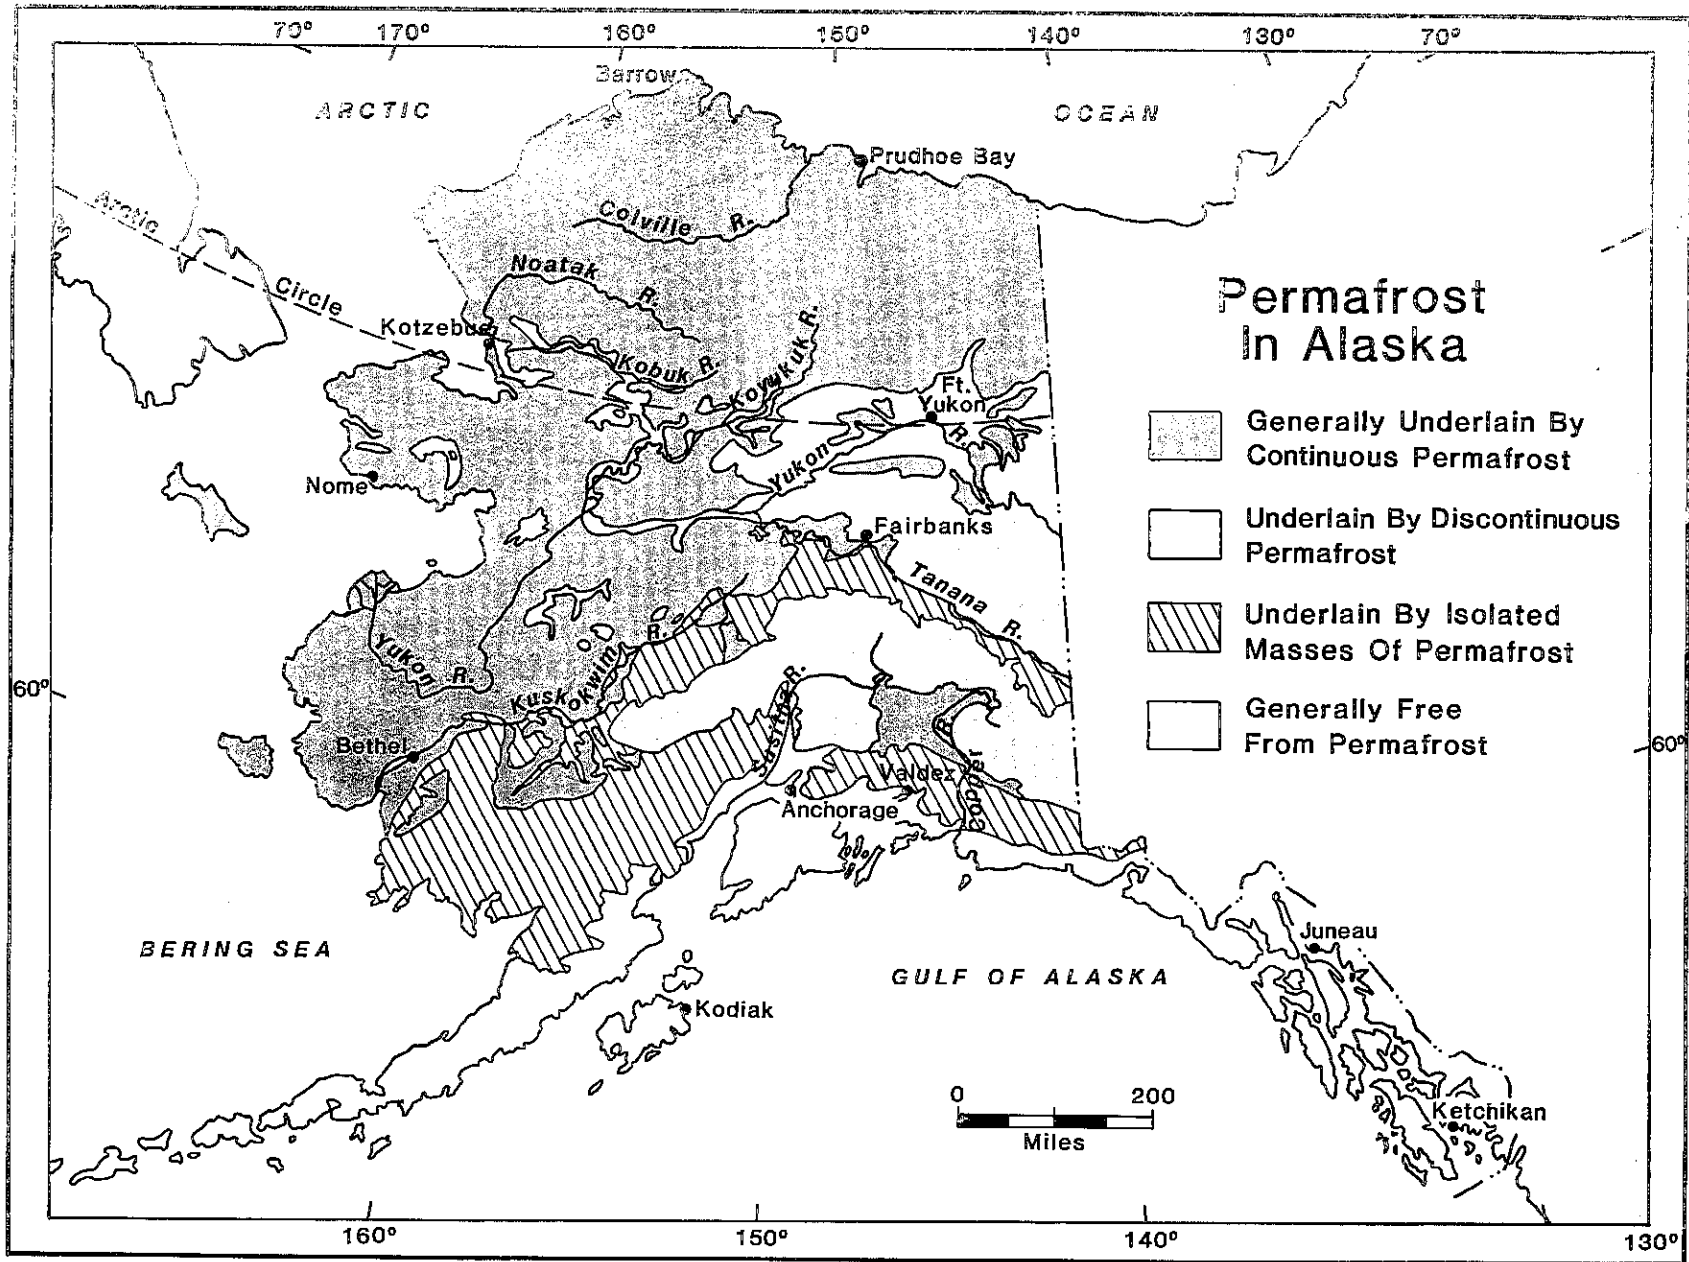 70° 170° 160° 150° 140° 130° 70°
Barrow
ARCTIC
OCEAN
Prudhoe Bay
Arctic
Circle
Colville R.
Noatak R.
Kotzebue
Kobuk R.
Koyukuk R.
Ft.
Yukon
Yukon R.
Nome
Fairbanks
Tanana R.
Yukon R.
Kuskokwim R.
Susitna R.
Copper R.
60°
60°
Bethel
Valdez
Anchorage
BERING SEA
Juneau
GULF OF ALASKA
Kodiak
Ketchikan
Permafrost
In Alaska
Generally Underlain By
Continuous Permafrost
Underlain By Discontinuous
Permafrost
Underlain By Isolated
Masses Of Permafrost
Generally Free
From Permafrost
0 200
Miles
160° 150° 140° 130°